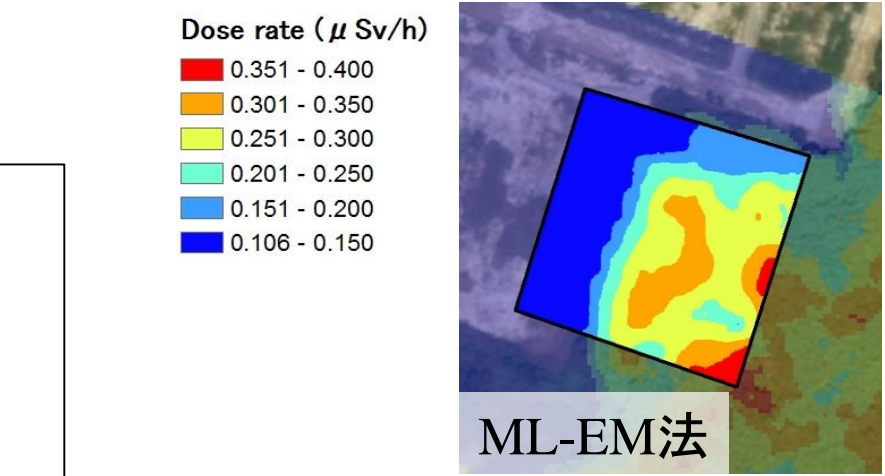 Dose rate (μ Sv/h)
0.351 - 0.400
0.301 - 0.350
0.251 - 0.300
0.201 - 0.250
0.151 - 0.200
0.106 - 0.150
ML-EM法